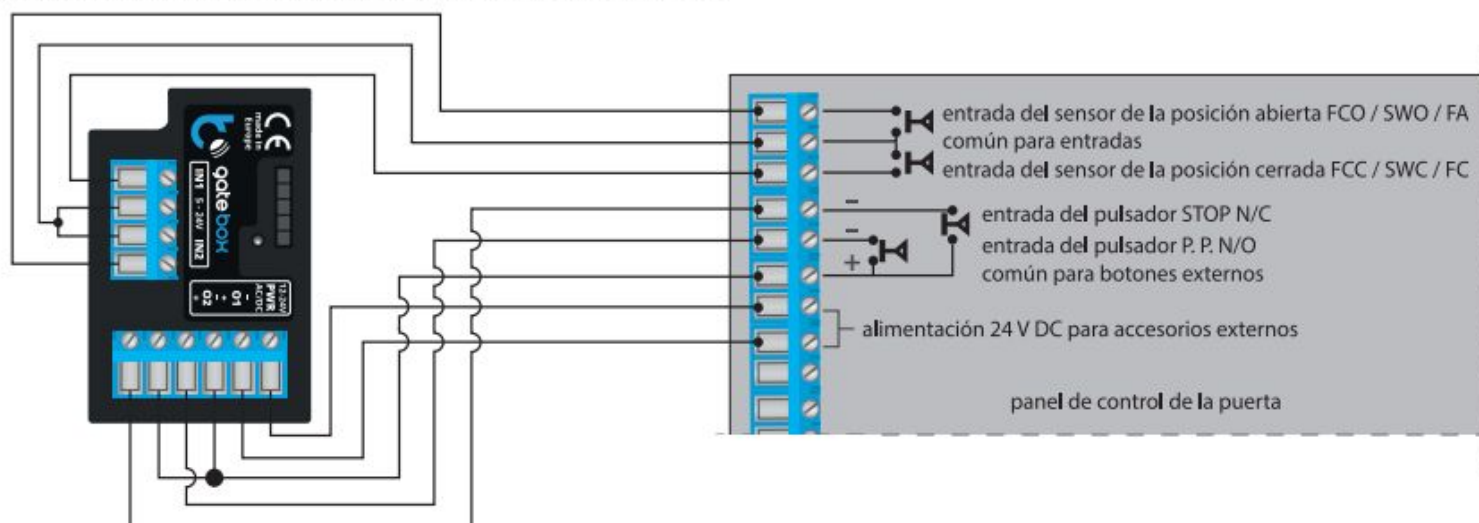 made in
Europe
CE
gatebox
IN1 5 - 24V IN2
12-24V
PWR
AC/DC
- O1 +
- O2 +
entrada del sensor de la posición abierta FCO / SWO / FA
común para entradas
entrada del sensor de la posición cerrada FCC / SWC / FC
-
entrada del pulsador STOP N/C
-
entrada del pulsador P. P. N/O
+
común para botones externos
alimentación 24 V DC para accesorios externos
panel de control de la puerta